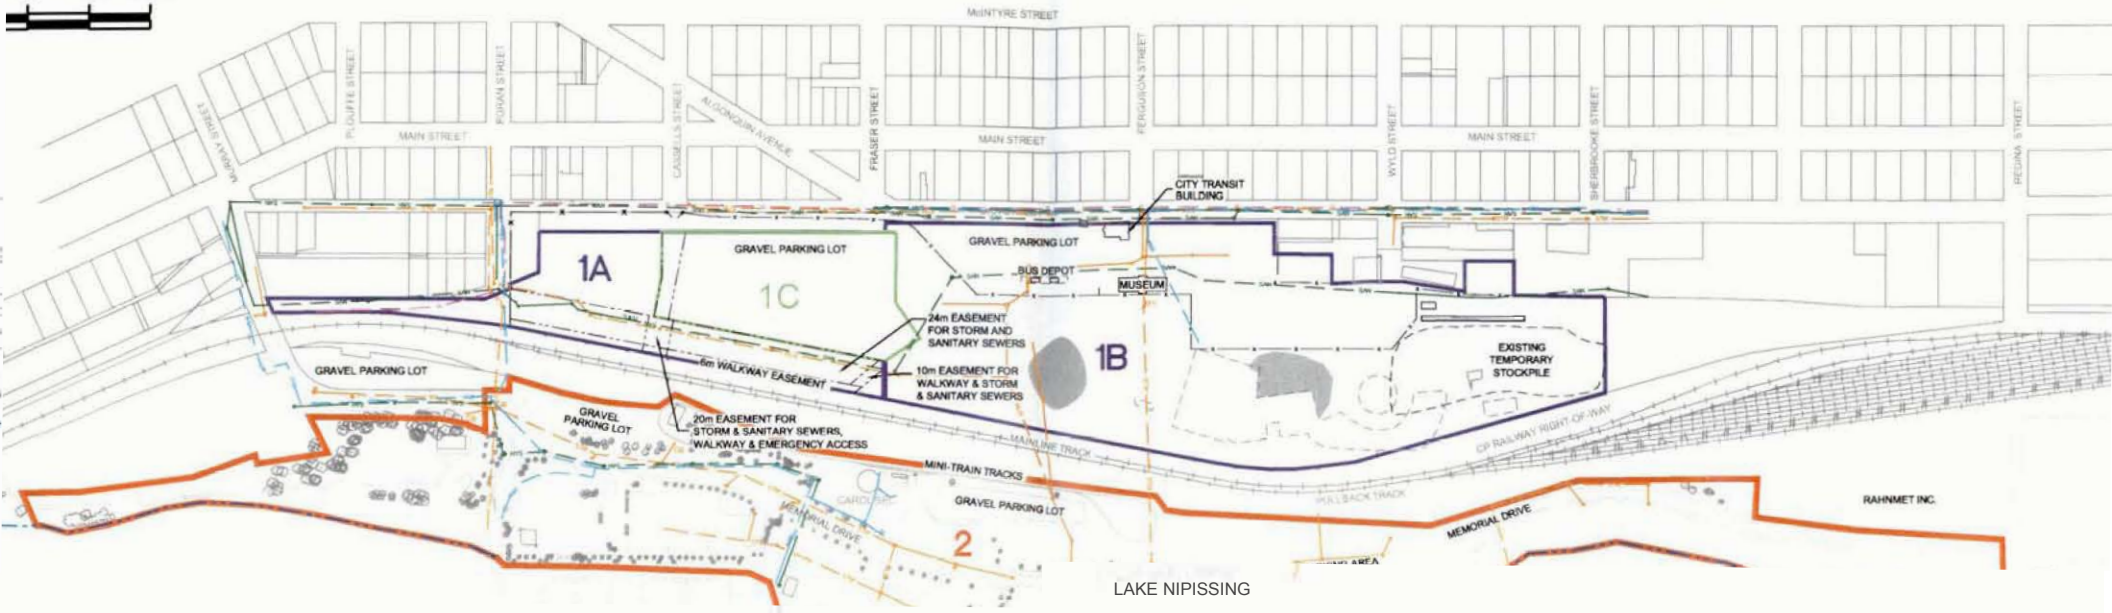 McINTYRE STREET
MURRAY STREET
PLOUFFE STREET
FORAN STREET
CASSELLS STREET
ALGONQUIN AVENUE
FRASER STREET
FERGUSON STREET
WYLD STREET
SHERBROOKE STREET
REGINA STREET
MAIN STREET
MAIN STREET
MAIN STREET
CITY TRANSIT
BUILDING
1A
GRAVEL PARKING LOT
1C
GRAVEL PARKING LOT
BUS DEPOT
MUSEUM
1B
24m EASEMENT
FOR STORM AND
SANITARY SEWERS
EXISTING
TEMPORARY
STOCKPILE
GRAVEL PARKING LOT
6m WALKWAY EASEMENT
10m EASEMENT FOR
WALKWAY & STORM
& SANITARY SEWERS
GRAVEL
PARKING LOT
20m EASEMENT FOR
STORM & SANITARY SEWERS,
WALKWAY & EMERGENCY ACCESS
MAINLINE TRACK
CP RAILWAY RIGHT-OF-WAY
MINI-TRAIN TRACKS
CAROUSEL
GRAVEL PARKING LOT
PULLBACK TRACK
MEMORIAL DRIVE
MEMORIAL DRIVE
RAHNMET INC.
2
AREA
LAKE NIPISSING